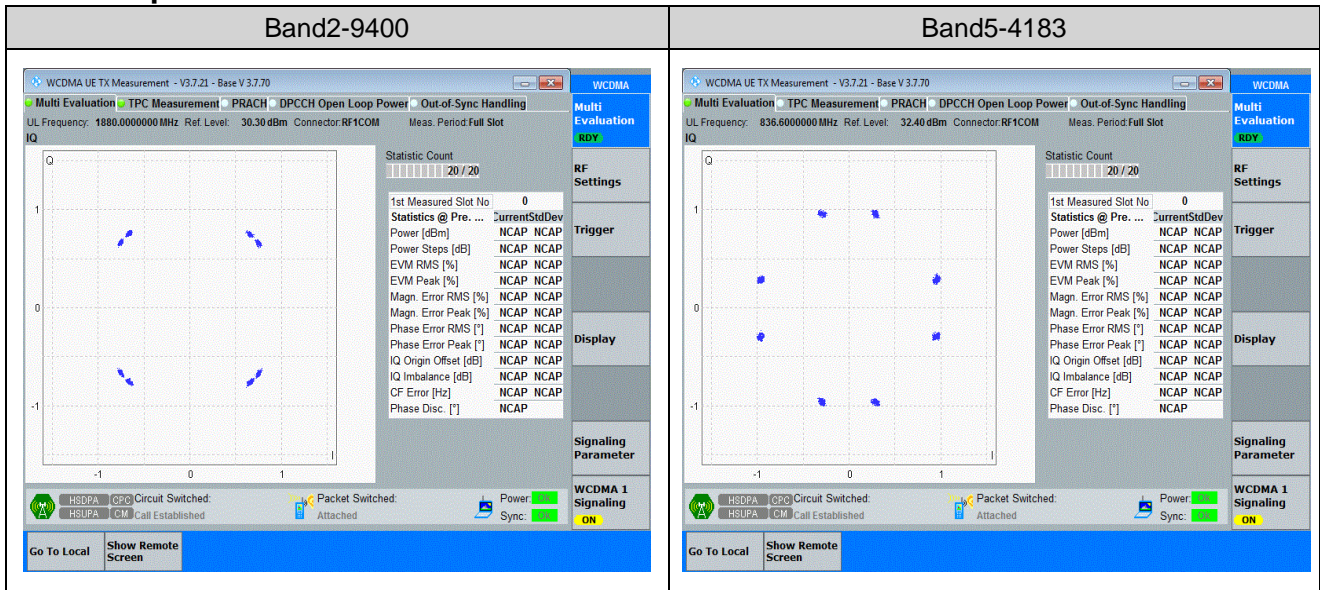 Band2-9400
WCDMA UE TX Measurement - V3.7.21 - Base V 3.7.70
WCDMA
Multi Evaluation TPC Measurement PRACH DPCCH Open Loop Power Out-of-Sync Handling
Multi
Evaluation
RDY
UL Frequency: 1880.0000000 MHz Ref. Level: 30.30 dBm Connector: RF1COM Meas. Period: Full Slot
IQ
Q
1
0
-1
-1 0 1
I
Statistic Count
20 / 20
1st Measured Slot No 0
Statistics @ Pre. ... Current StdDev
Power [dBm] NCAP NCAP
Power Steps [dB] NCAP NCAP
EVM RMS [%] NCAP NCAP
EVM Peak [%] NCAP NCAP
Magn. Error RMS [%] NCAP NCAP
Magn. Error Peak [%] NCAP NCAP
Phase Error RMS [°] NCAP NCAP
Phase Error Peak [°] NCAP NCAP
IQ Origin Offset [dB] NCAP NCAP
IQ Imbalance [dB] NCAP NCAP
CF Error [Hz] NCAP NCAP
Phase Disc. [°] NCAP
RF
Settings
Trigger
Display
Signaling
Parameter
WCDMA 1
Signaling
ON
HSDPA CPC Circuit Switched: Packet Switched: Power: OK
HSUPA CM Call Established Attached Sync: OK
Go To Local Show Remote
Screen
Band5-4183
WCDMA UE TX Measurement - V3.7.21 - Base V 3.7.70
WCDMA
Multi Evaluation TPC Measurement PRACH DPCCH Open Loop Power Out-of-Sync Handling
Multi
Evaluation
RDY
UL Frequency: 836.6000000 MHz Ref. Level: 32.40 dBm Connector: RF1COM Meas. Period: Full Slot
IQ
Q
1
0
-1
-1 0 1
I
Statistic Count
20 / 20
1st Measured Slot No 0
Statistics @ Pre. ... Current StdDev
Power [dBm] NCAP NCAP
Power Steps [dB] NCAP NCAP
EVM RMS [%] NCAP NCAP
EVM Peak [%] NCAP NCAP
Magn. Error RMS [%] NCAP NCAP
Magn. Error Peak [%] NCAP NCAP
Phase Error RMS [°] NCAP NCAP
Phase Error Peak [°] NCAP NCAP
IQ Origin Offset [dB] NCAP NCAP
IQ Imbalance [dB] NCAP NCAP
CF Error [Hz] NCAP NCAP
Phase Disc. [°] NCAP
RF
Settings
Trigger
Display
Signaling
Parameter
WCDMA 1
Signaling
ON
HSDPA CPC Circuit Switched: Packet Switched: Power: OK
HSUPA CM Call Established Attached Sync: OK
Go To Local Show Remote
Screen